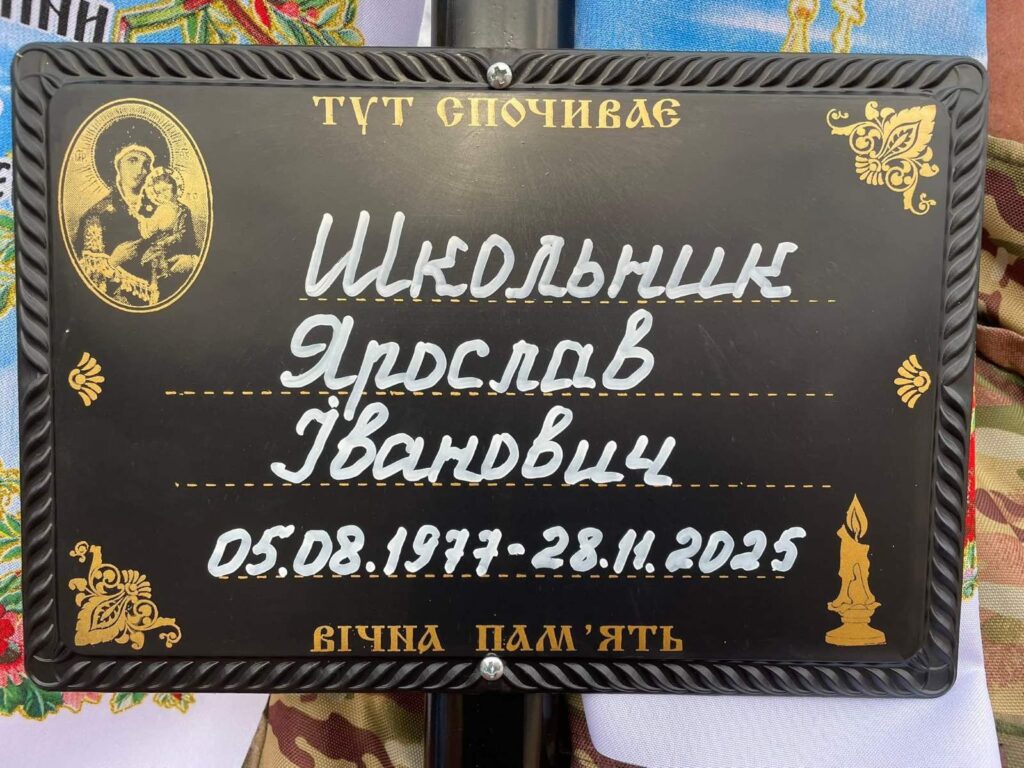 ТУТ СПОЧИВАЄ
Школьник
Ярослав
Іванович
05.08.1977-28.11.2025
ВІЧНА ПАМ'ЯТЬ